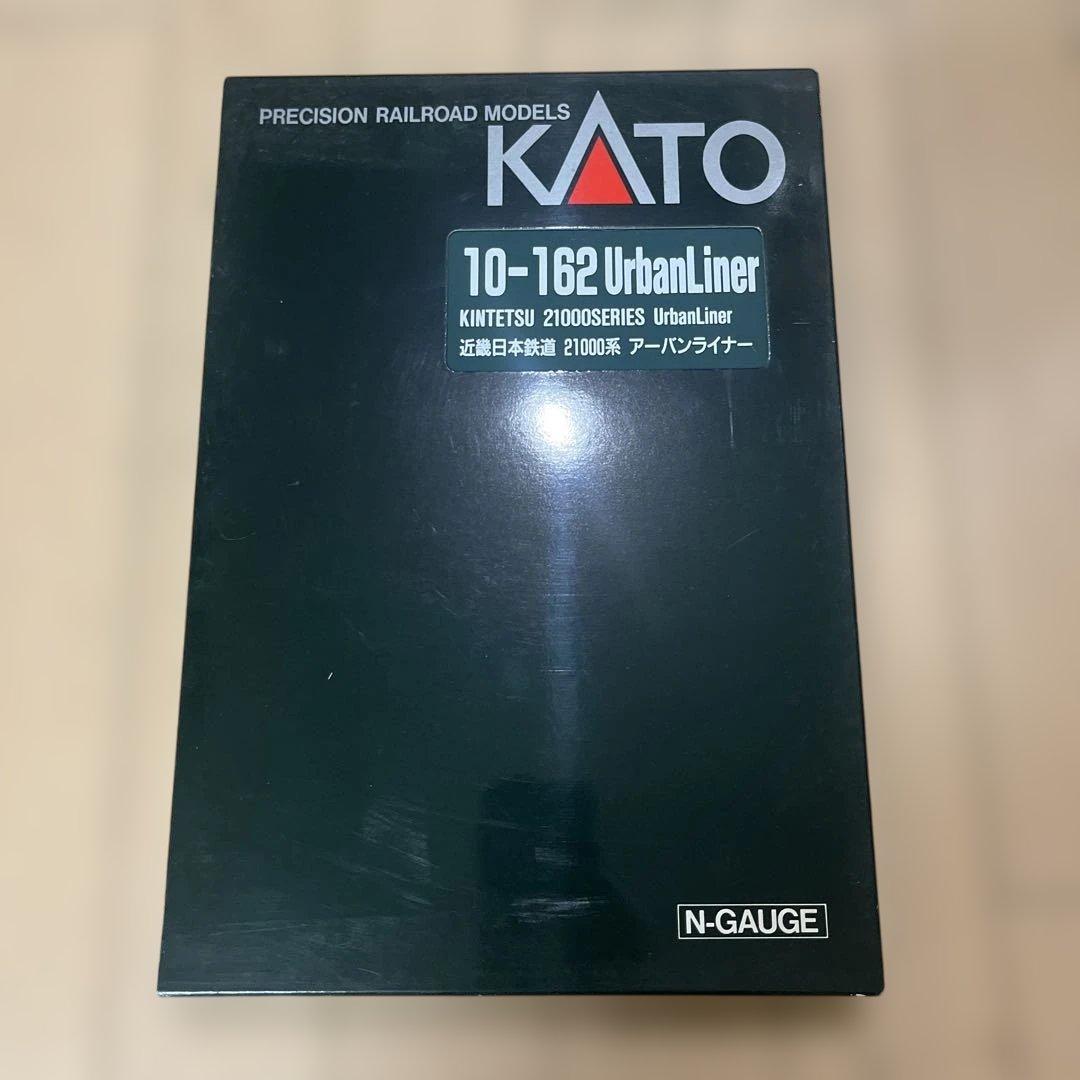 PRECISION RAILROAD MODELS
KATO
10-162 UrbanLiner
KINTETSU 21000SERIES UrbanLiner
近畿日本鉄道 21000系 アーバンライナー
N-GAUGE